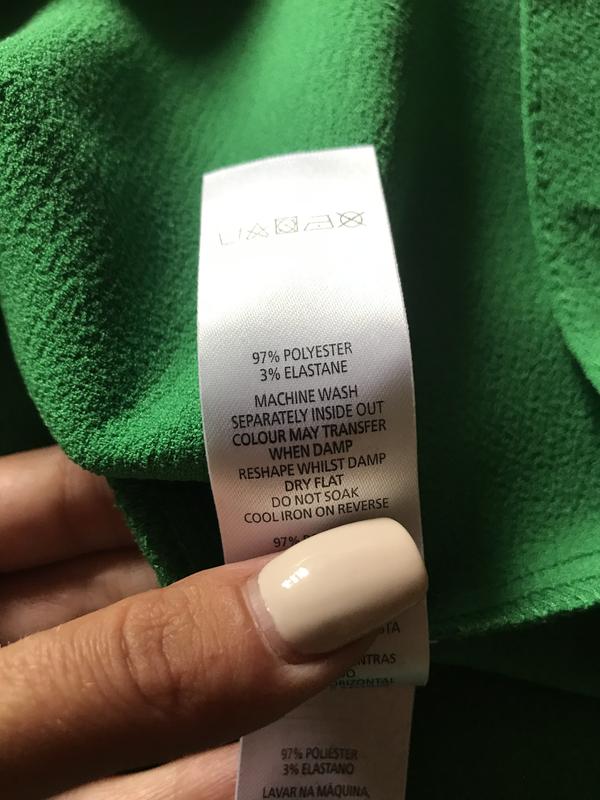 97% POLYESTER
3% ELASTANE
MACHINE WASH
SEPARATELY INSIDE OUT
COLOUR MAY TRANSFER
WHEN DAMP
RESHAPE WHILST DAMP
DRY FLAT
DO NOT SOAK
COOL IRON ON REVERSE
97%
97% POLIÉSTER
3% ELASTANO
LAVAR NA MÁQUINA,